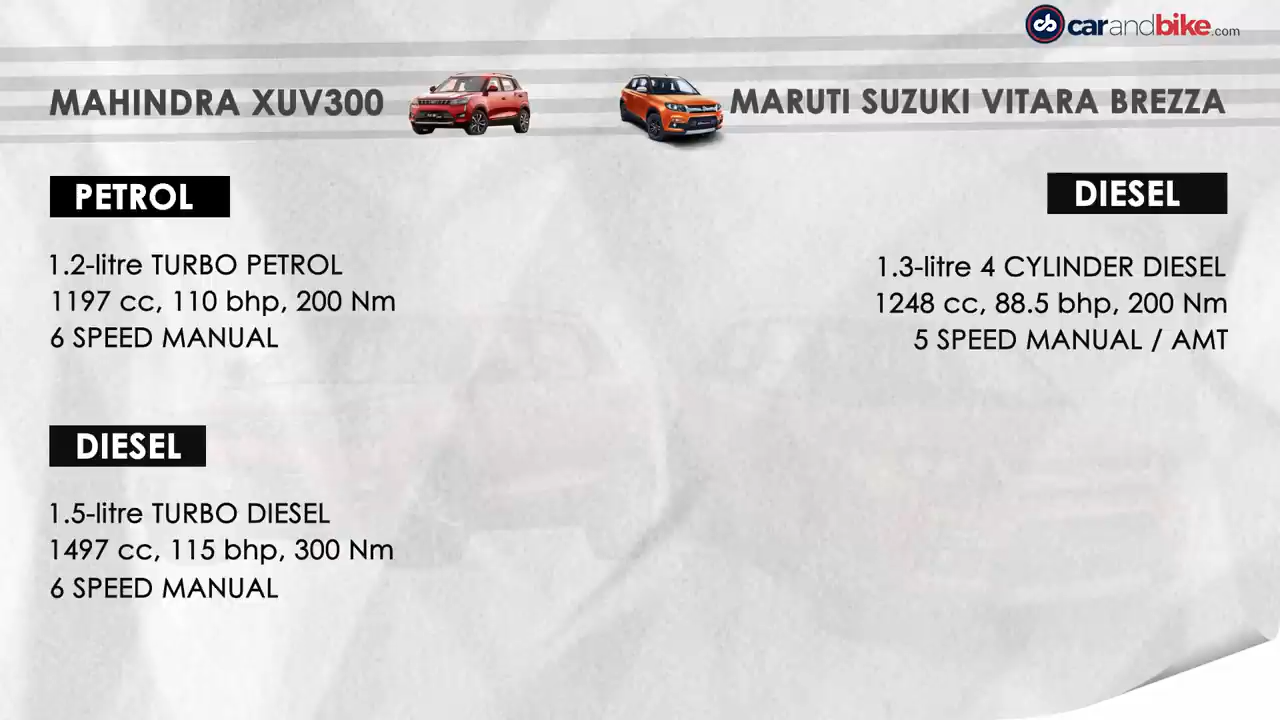 carandbike.com
MAHINDRA XUV300
MARUTI SUZUKI VITARA BREZZA
PETROL
1.2-litre TURBO PETROL
1197 cc, 110 bhp, 200 Nm
6 SPEED MANUAL
DIESEL
1.5-litre TURBO DIESEL
1497 cc, 115 bhp, 300 Nm
6 SPEED MANUAL
DIESEL
1.3-litre 4 CYLINDER DIESEL
1248 cc, 88.5 bhp, 200 Nm
5 SPEED MANUAL / AMT